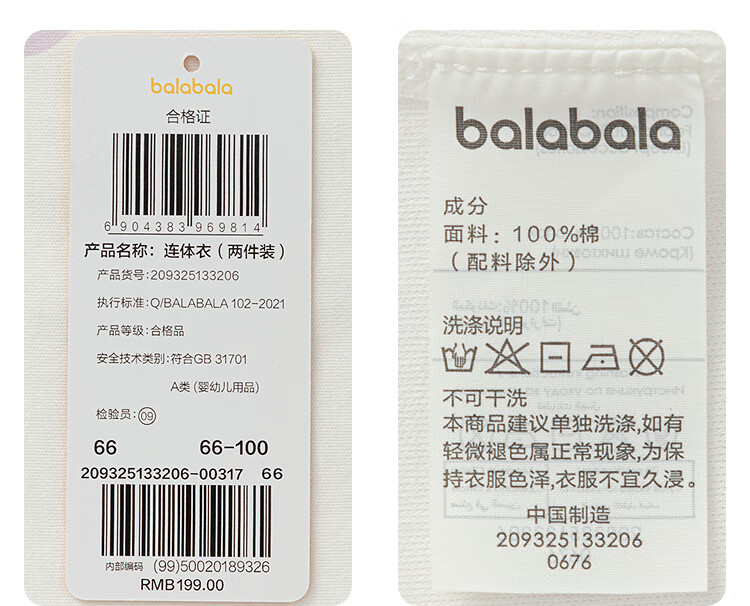 balabala
合格证
6 904383 969814
产品名称：连体衣（两件装）
产品货号:209325133206
执行标准:Q/BALABALA 102-2021
产品等级:合格品
安全技术类别:符合GB 31701
A类 (婴幼儿用品)
检验员:09
66 66-100
209325133206-00317 66
内部编码 (99)50020189326
RMB199.00
balabala
成分
面料：100%棉
（配料除外）
洗涤说明
不可干洗
本商品建议单独洗涤,如有
轻微褪色属正常现象,为保
持衣服色泽,衣服不宜久浸。
中国制造
209325133206
0676